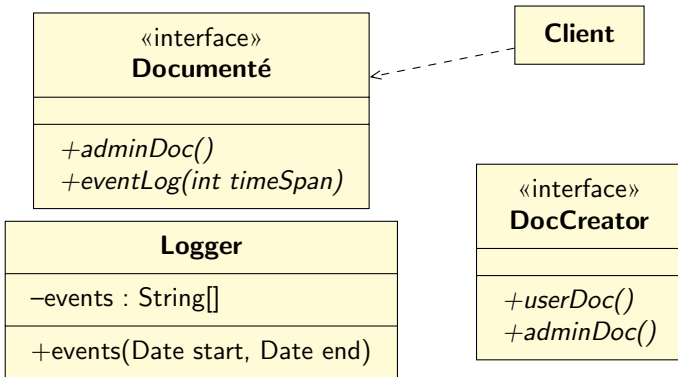 «interface»
Documenté
+adminDoc()
+eventLog(int timeSpan)
Client
Logger
–events : String[]
+events(Date start, Date end)
«interface»
DocCreator
+userDoc()
+adminDoc()